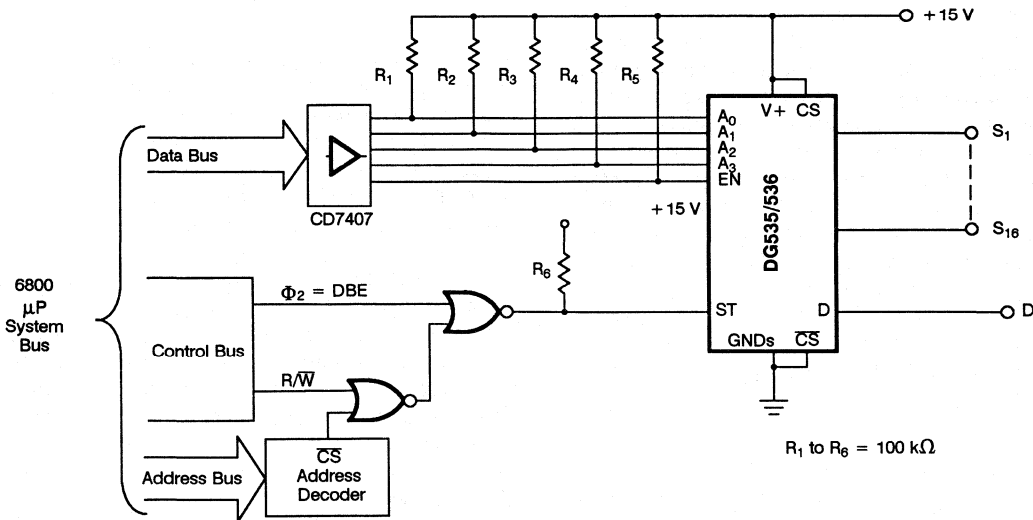 +15 V
R1
R2
R3
R4
R5
V+ CS
A0
A1
A2
A3
EN
S1
Data Bus
CD7407
+15 V
DG535/536
S16
R6
6800
μP
System
Bus
Φ2 = DBE
ST
D
D
Control Bus
GNDs
C̅S̅
R/W̅
R1 to R6 = 100 kΩ
C̅S̅
Address
Decoder
Address Bus